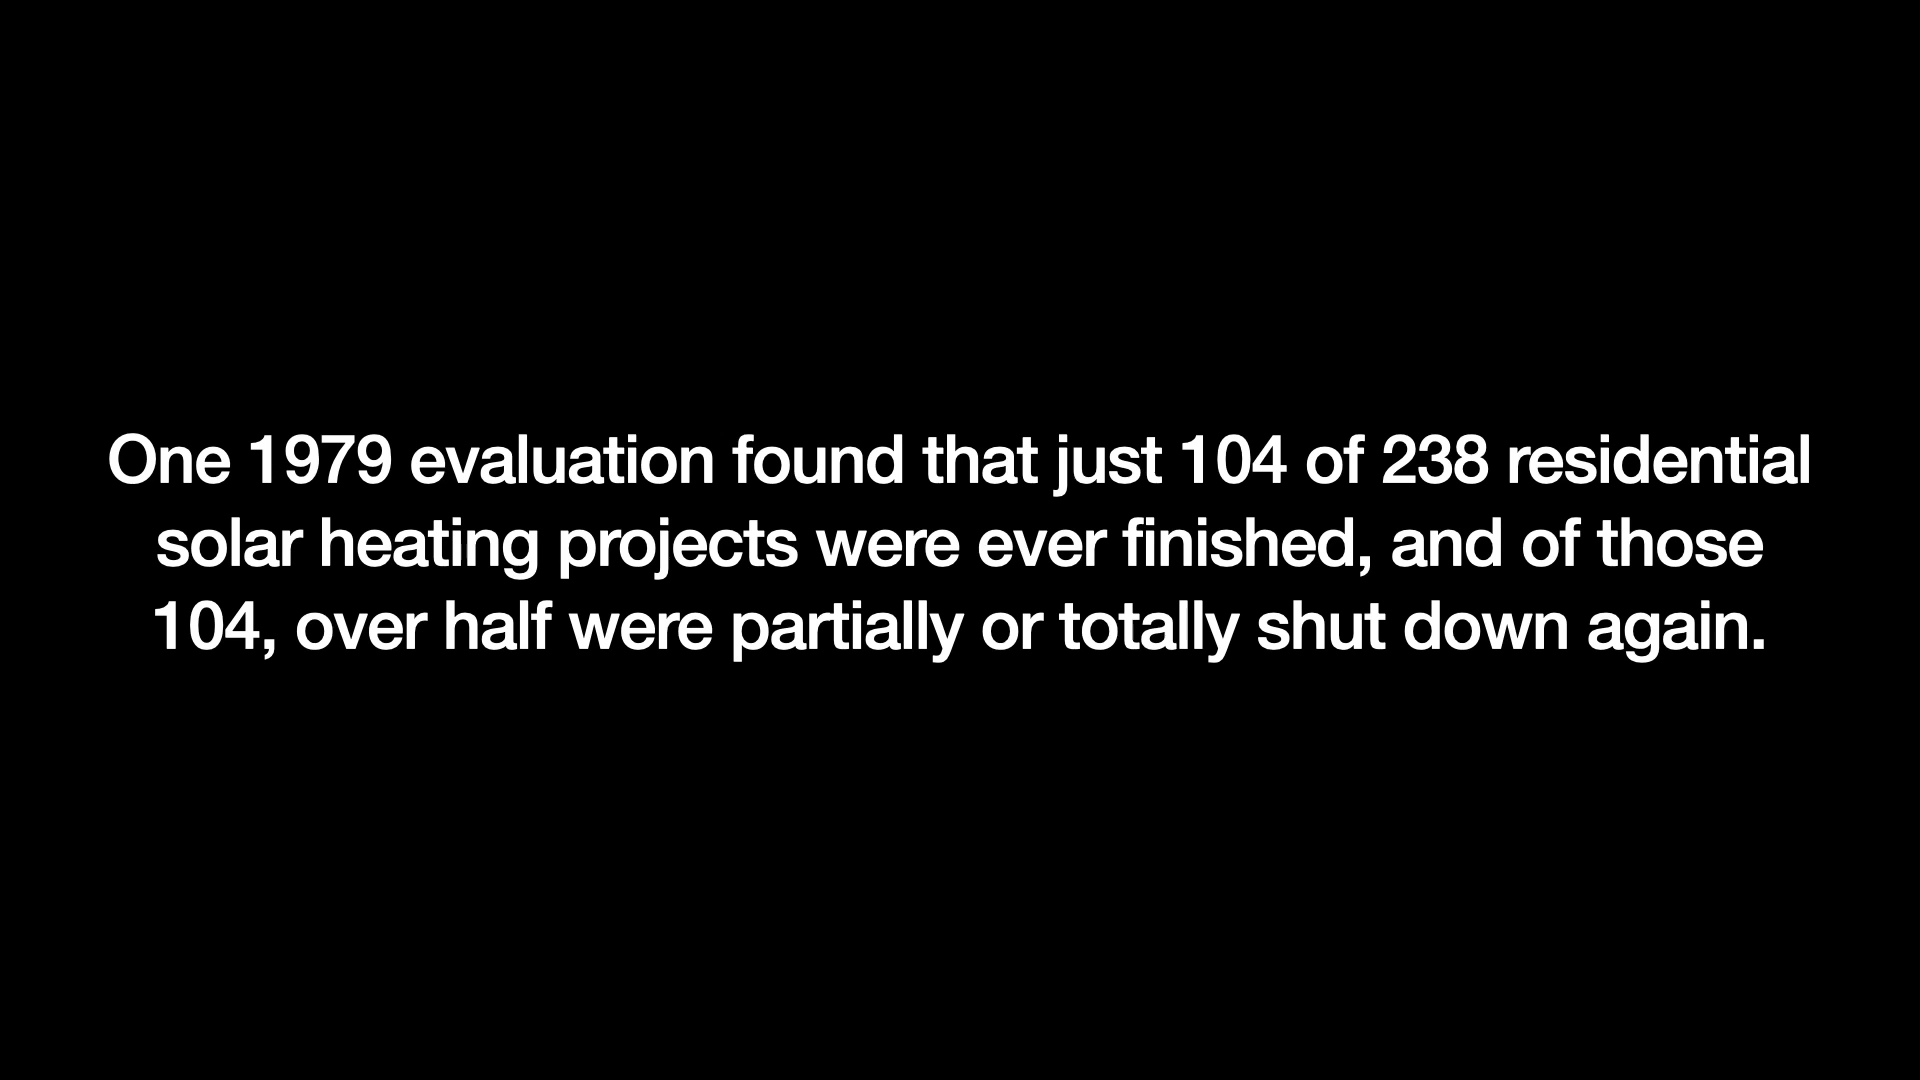 One 1979 evaluation found that just 104 of 238 residential
solar heating projects were ever finished, and of those
104, over half were partially or totally shut down again.